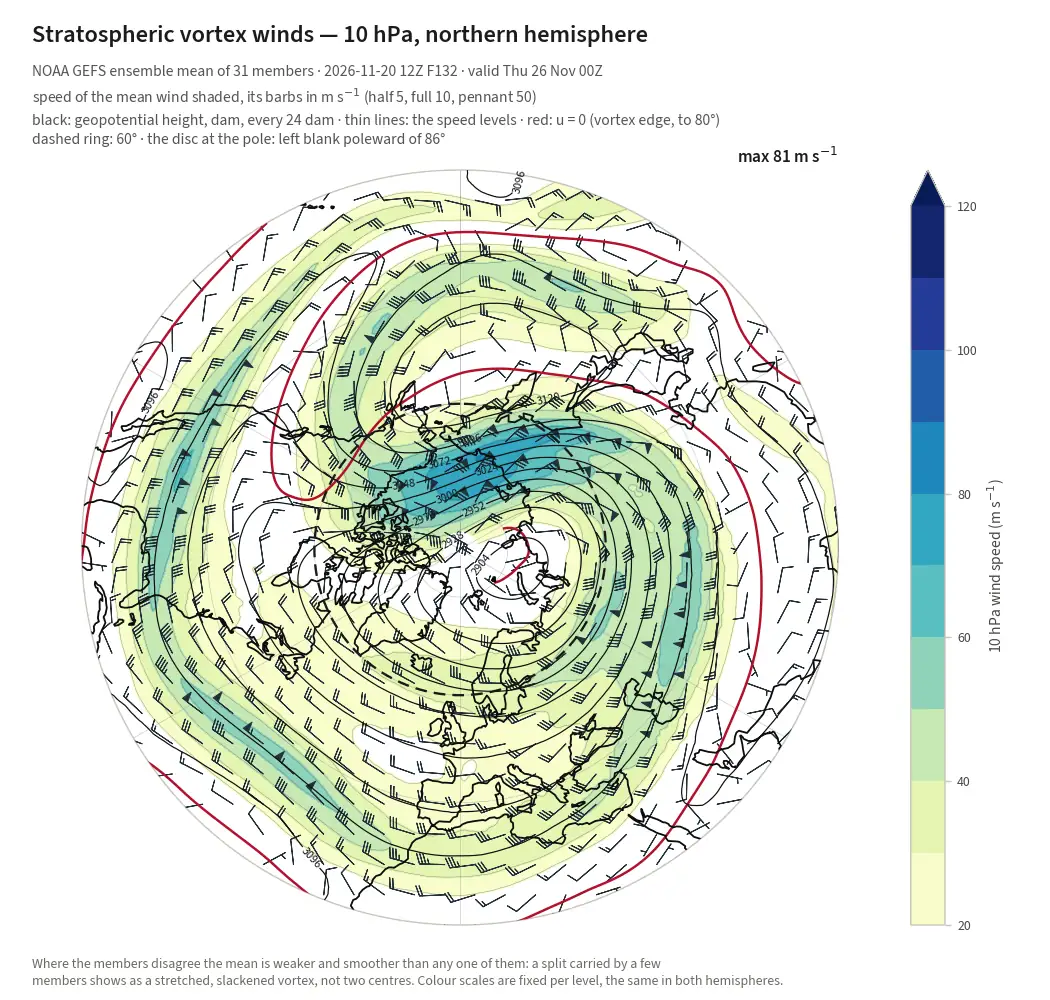 Stratospheric vortex winds — 10 hPa, northern hemisphere
NOAA GEFS ensemble mean of 31 members · 2026-11-20 12Z F132 · valid Thu 26 Nov 00Z
speed of the mean wind shaded, its barbs in m s⁻¹ (half 5, full 10, pennant 50)
black: geopotential height, dam, every 24 dam · thin lines: the speed levels · red: u = 0 (vortex edge, to 80°)
dashed ring: 60° · the disc at the pole: left blank poleward of 86°
max 81 m s⁻¹
3096
120
100
3096
3120
3072
3024
3048
3000
80
2952
2904
10 hPa wind speed (m s⁻¹)
60
40
3096
20
Where the members disagree the mean is weaker and smoother than any one of them: a split carried by a few
members shows as a stretched, slackened vortex, not two centres. Colour scales are fixed per level, the same in both hemispheres.